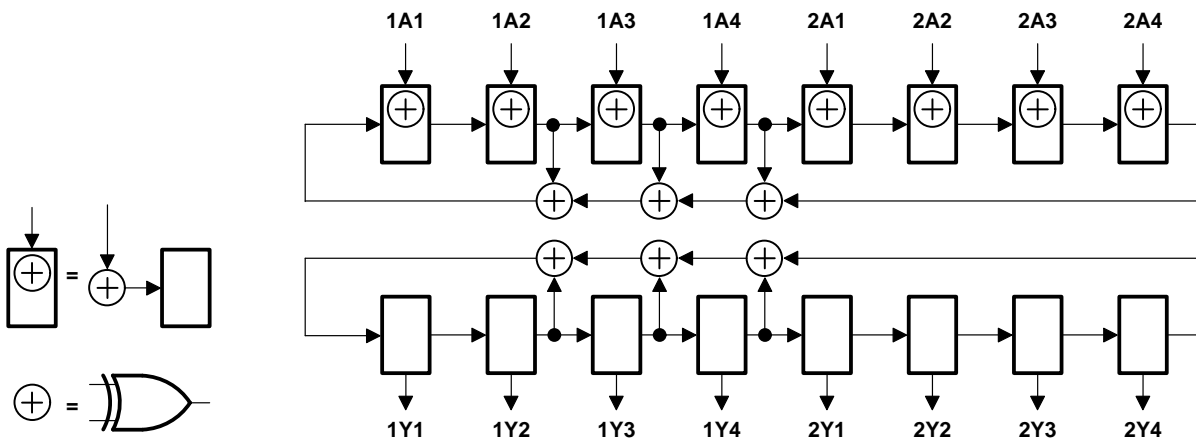 1A1 1A2 1A3 1A4 2A1 2A2 2A3 2A4
=
=
1Y1 1Y2 1Y3 1Y4 2Y1 2Y2 2Y3 2Y4